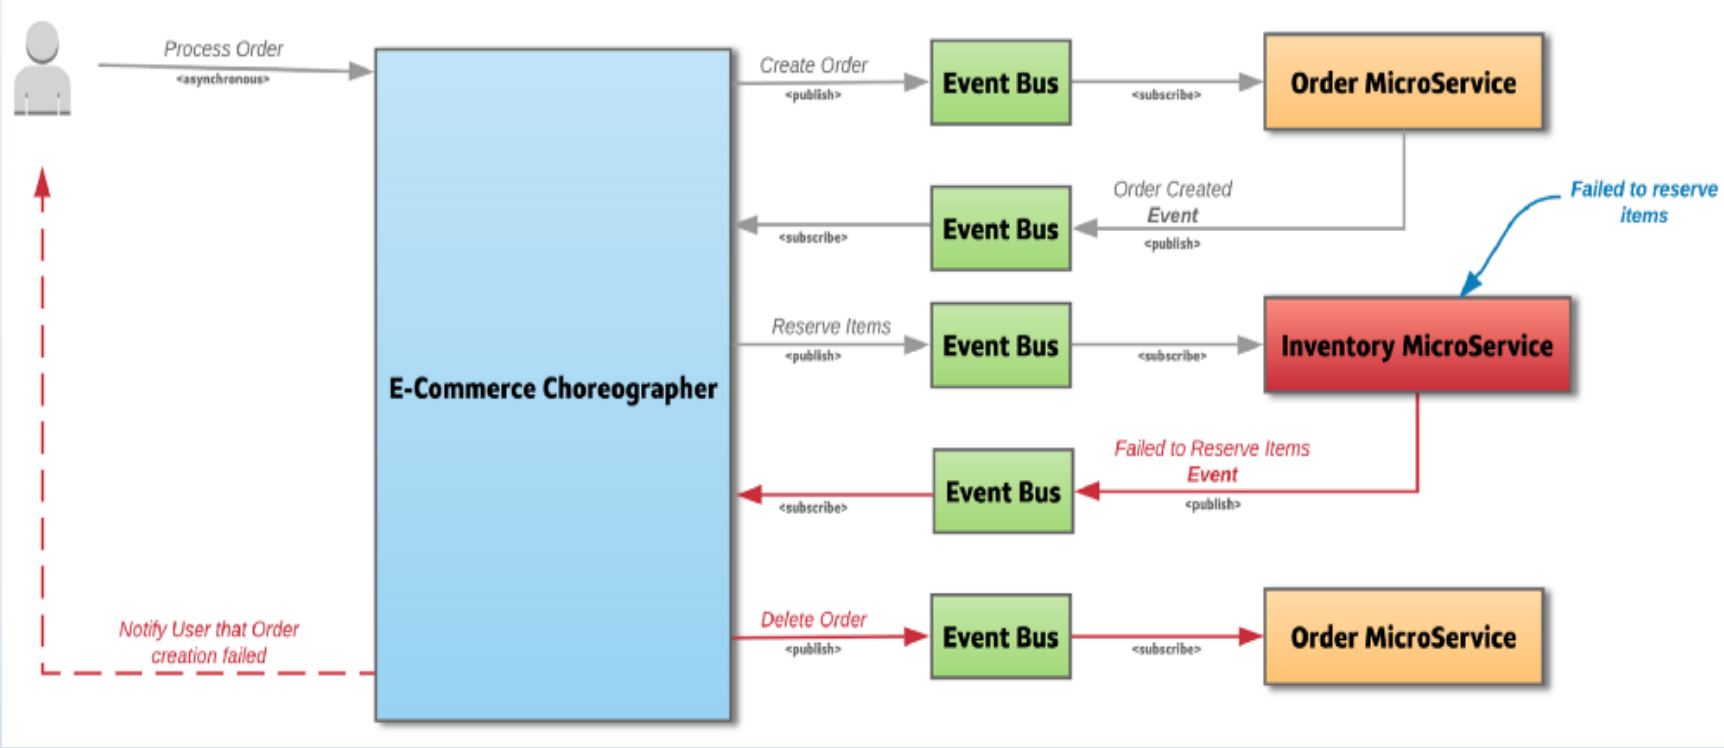 Process Order
<asynchronous>
Create Order
<publish>
Event Bus
<subscribe>
Order MicroService
Order Created
Event
<publish>
Event Bus
<subscribe>
Failed to reserve
items
Reserve Items
<publish>
Event Bus
<subscribe>
Inventory MicroService
E-Commerce Choreographer
Failed to Reserve Items
Event
<publish>
Event Bus
<subscribe>
Delete Order
<publish>
Event Bus
<subscribe>
Order MicroService
Notify User that Order
creation failed